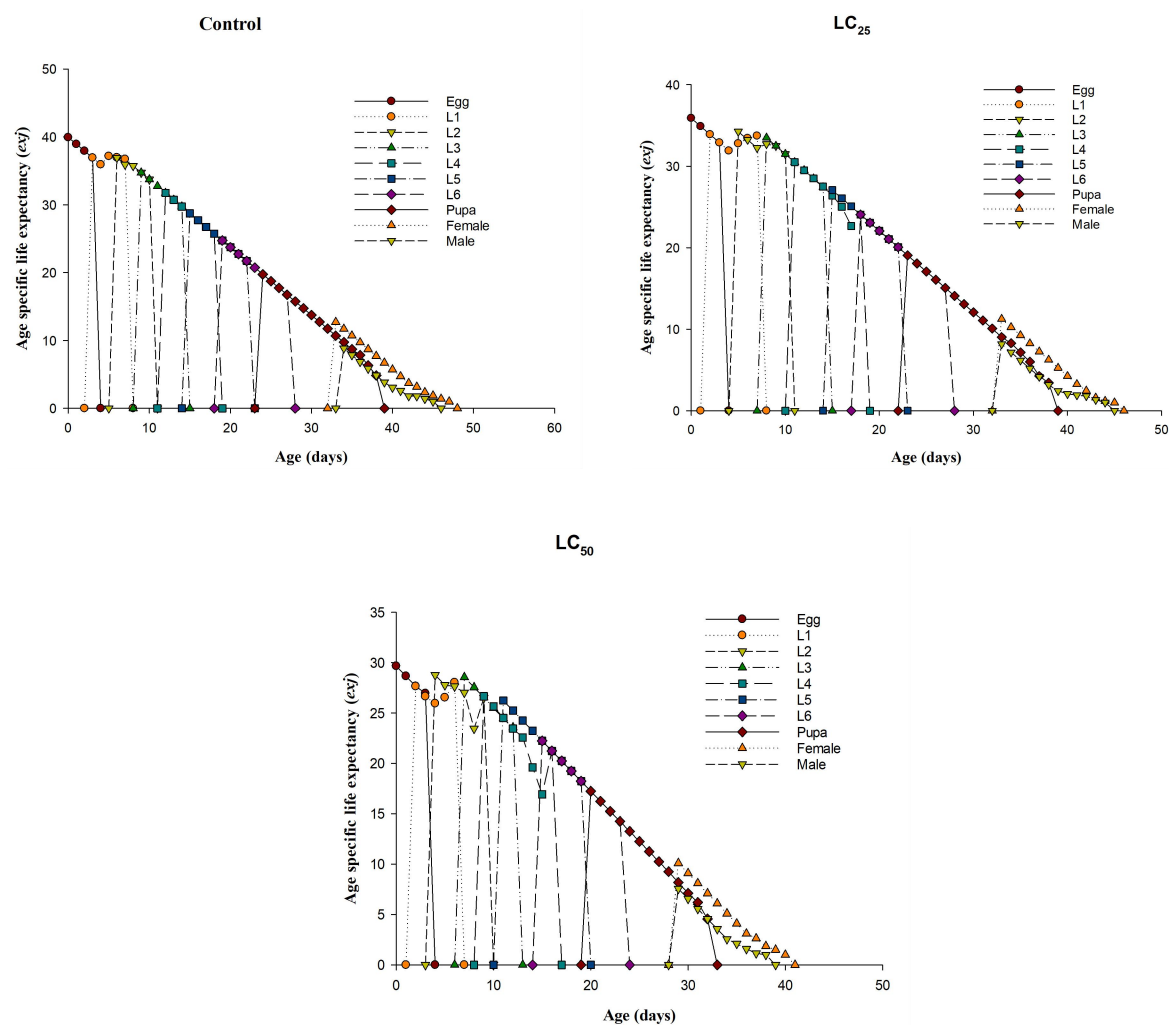 Control
50
40
30
20
10
0
Age specific life expectancy (exj)
0 10 20 30 40 50 60
Age (days)
Egg
L1
L2
L3
L4
L5
L6
Pupa
Female
Male
LC25
40
30
20
10
0
Age specific life expectancy (exj)
0 10 20 30 40 50
Age (days)
Egg
L1
L2
L3
L4
L5
L6
Pupa
Female
Male
LC50
35
30
25
20
15
10
5
0
Age specific life expectancy (exj)
0 10 20 30 40 50
Age (days)
Egg
L1
L2
L3
L4
L5
L6
Pupa
Female
Male